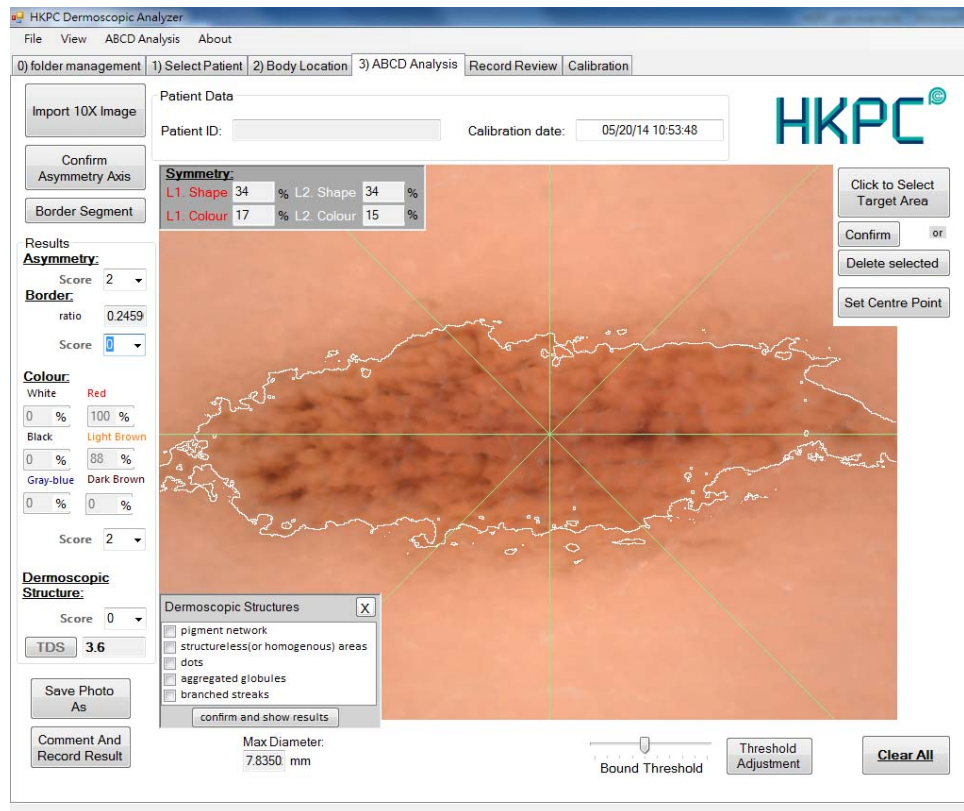 HKPC Dermoscopic Analyzer
File View ABCD Analysis About
0) folder management 1) Select Patient 2) Body Location 3) ABCD Analysis Record Review Calibration
Import 10X Image
Patient Data
Patient ID: Calibration date: 05/20/14 10:53:48
HKPC
Confirm
Asymmetry Axis
Border Segment
Symmetry:
L1. Shape 34 % L2. Shape 34 %
L1. Colour 17 % L2. Colour 15 %
Click to Select
Target Area
Confirm or
Delete selected
Set Centre Point
Results
Asymmetry:
Score 2
Border:
ratio 0.2459
Score 0
Colour:
White Red
0 % 100 %
Black Light Brown
0 % 88 %
Gray-blue Dark Brown
0 % 0 %
Score 2
Dermoscopic
Structure:
Score 0
TDS 3.6
Dermoscopic Structures X
pigment network
structureless(or homogenous) areas
dots
aggregated globules
branched streaks
confirm and show results
Save Photo
As
Comment And
Record Result
Max Diameter:
7.8350 mm
Bound Threshold
Threshold
Adjustment
Clear All